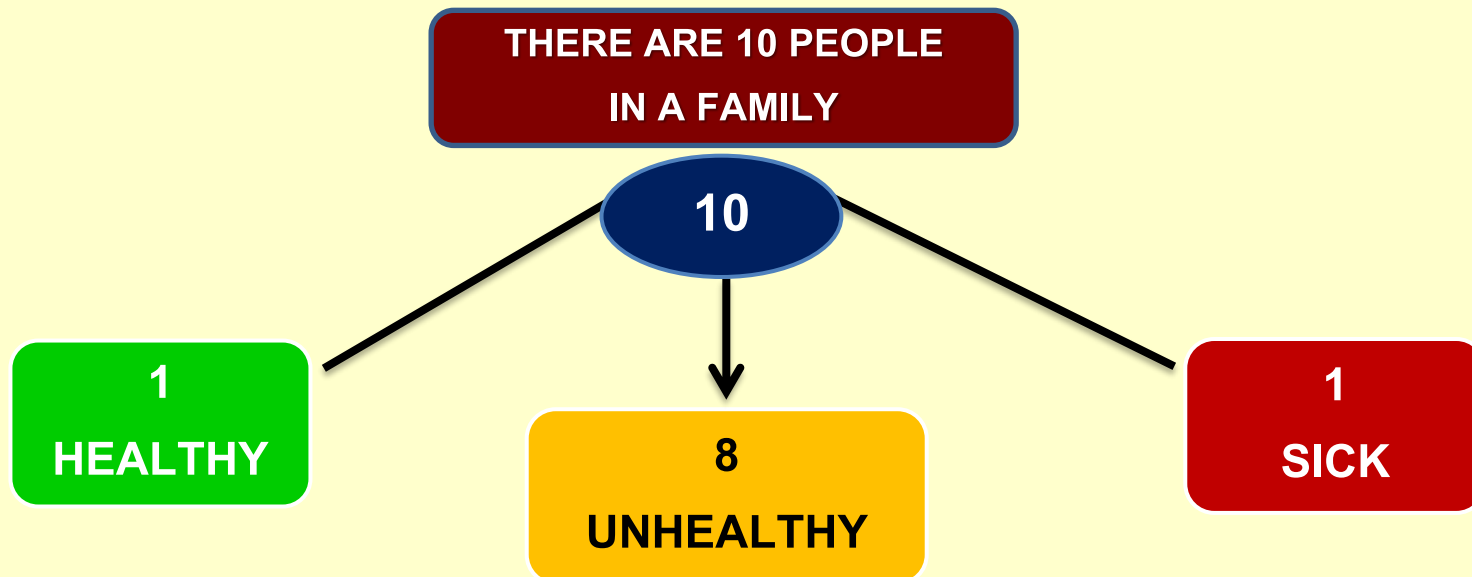 THERE ARE 10 PEOPLE
IN A FAMILY
10
1
HEALTHY
8
UNHEALTHY
1
SICK